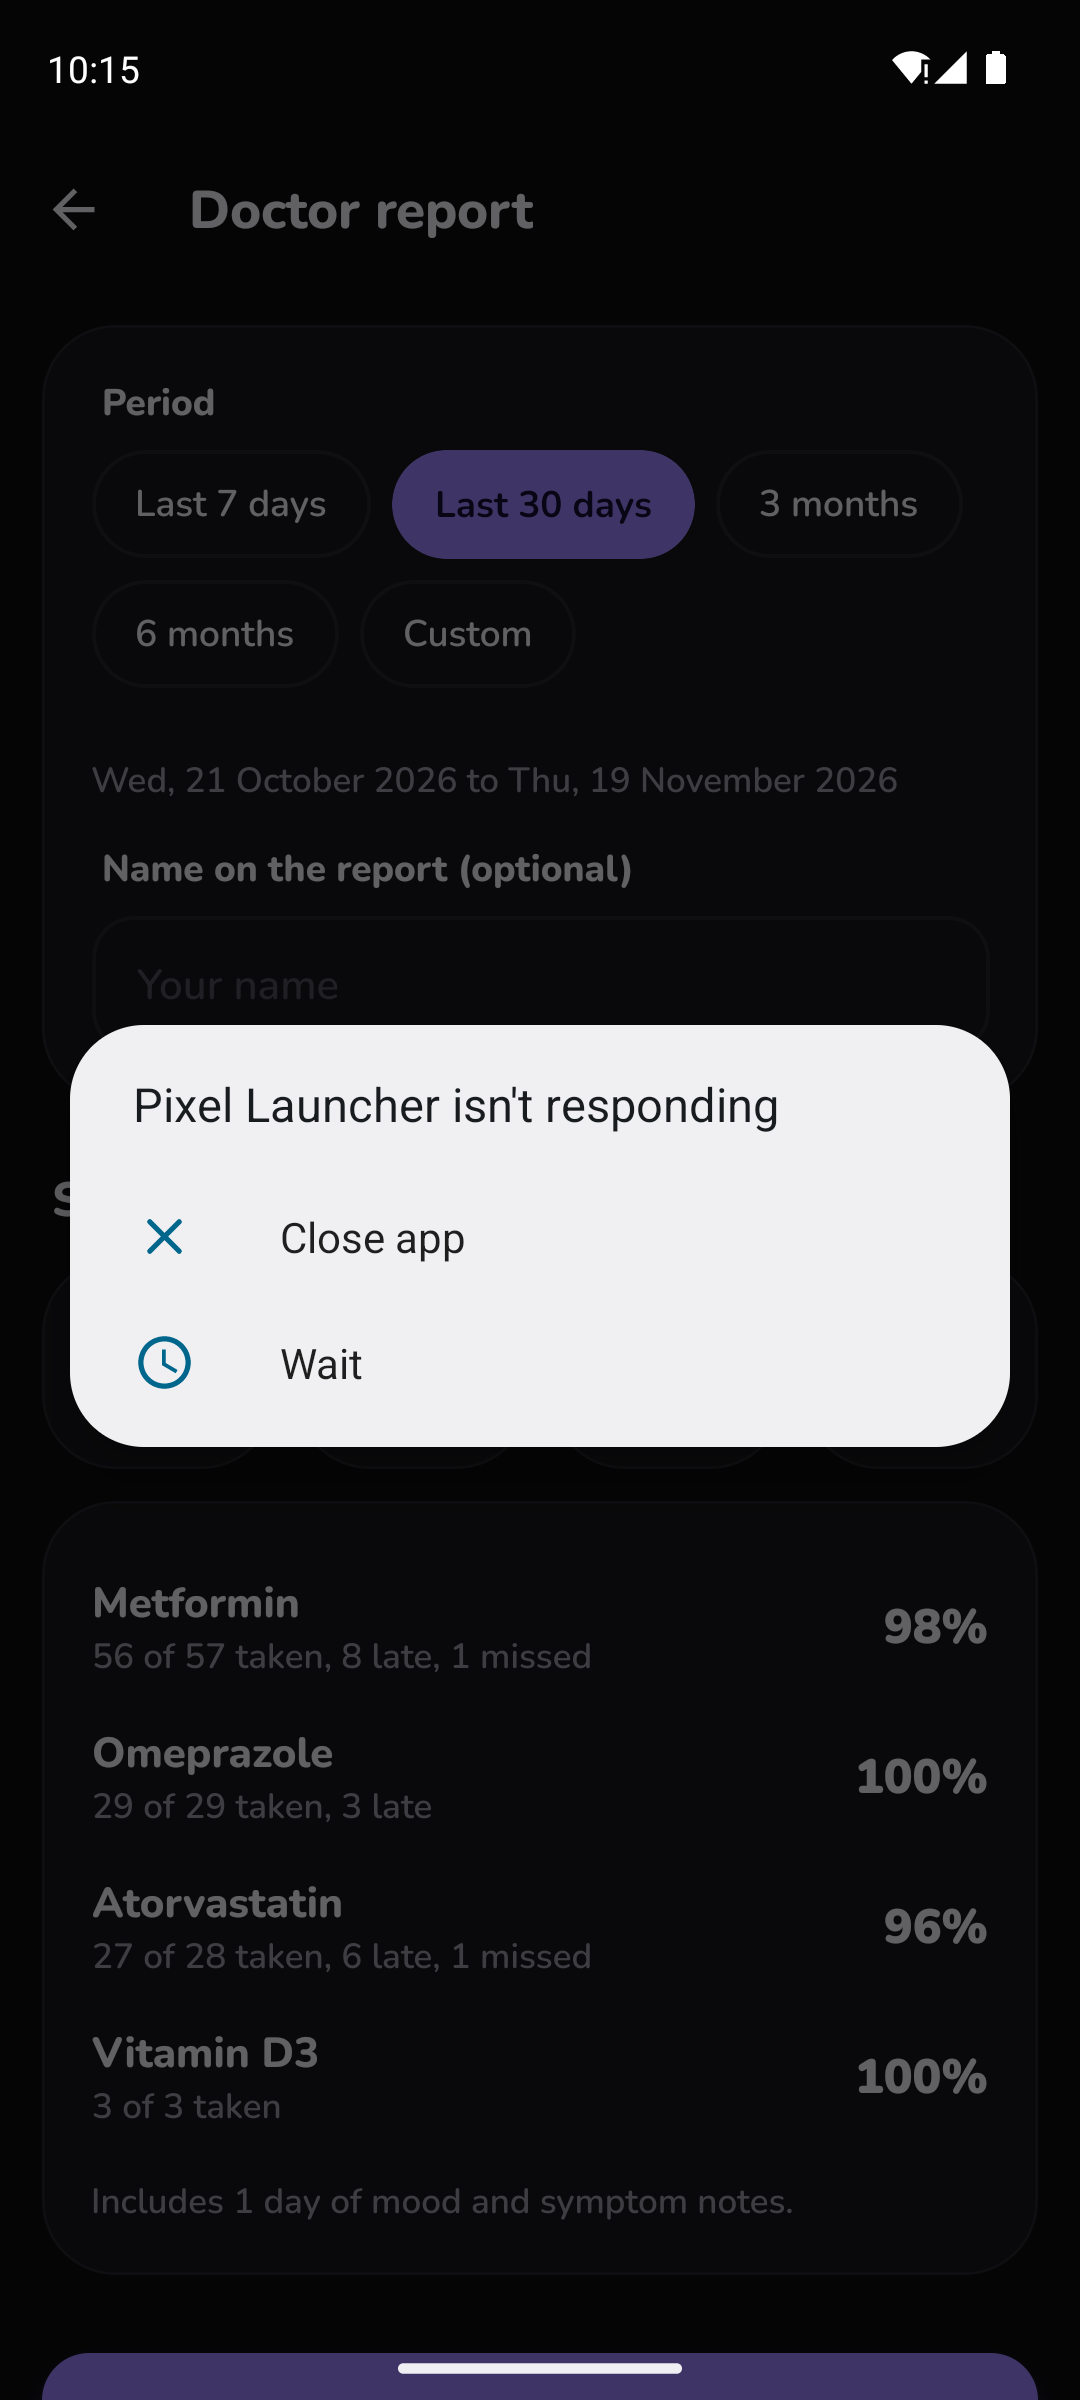 10:15
Doctor report
Period
Last 7 days
Last 30 days
3 months
6 months
Custom
Wed, 21 October 2026 to Thu, 19 November 2026
Name on the report (optional)
Your name
Pixel Launcher isn't responding
Close app
Wait
Metformin
98%
56 of 57 taken, 8 late, 1 missed
Omeprazole
100%
29 of 29 taken, 3 late
Atorvastatin
96%
27 of 28 taken, 6 late, 1 missed
Vitamin D3
100%
3 of 3 taken
Includes 1 day of mood and symptom notes.